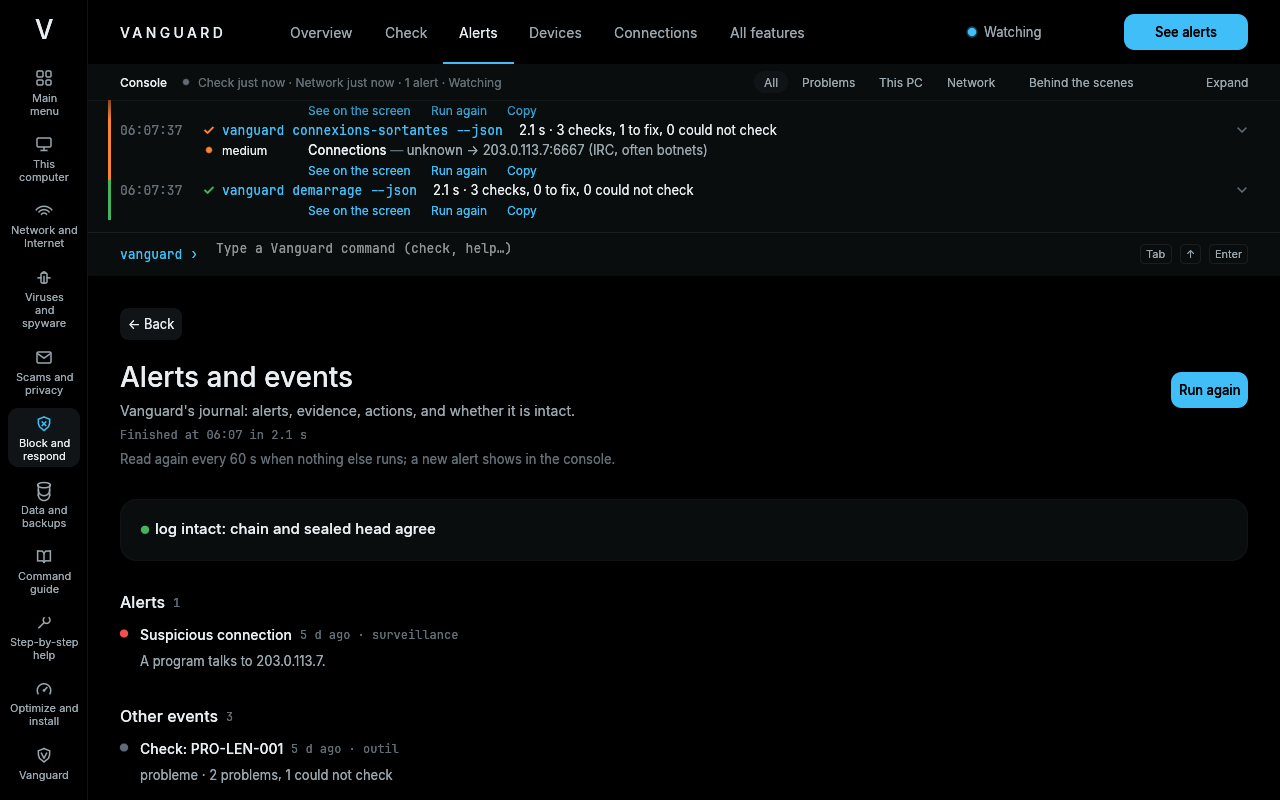 V
VANGUARD
Overview
Check
Alerts
Devices
Connections
All features
Watching
See alerts
Main
menu
This
computer
Network and
Internet
Viruses
and
spyware
Scams and
privacy
Block and
respond
Data and
backups
Command
guide
Step-by-step
help
Optimize and
install
Vanguard
Console
Check just now · Network just now · 1 alert · Watching
All
Problems
This PC
Network
Behind the scenes
Expand
See on the screen Run again Copy
06:07:37 vanguard connexions-sortantes --json 2.1 s · 3 checks, 1 to fix, 0 could not check
medium Connections — unknown → 203.0.113.7:6667 (IRC, often botnets)
See on the screen Run again Copy
06:07:37 vanguard demarrage --json 2.1 s · 3 checks, 0 to fix, 0 could not check
See on the screen Run again Copy
vanguard › Type a Vanguard command (check, help…)
Tab ↑ Enter
← Back
Alerts and events
Run again
Vanguard's journal: alerts, evidence, actions, and whether it is intact.
Finished at 06:07 in 2.1 s
Read again every 60 s when nothing else runs; a new alert shows in the console.
log intact: chain and sealed head agree
Alerts 1
Suspicious connection 5 d ago · surveillance
A program talks to 203.0.113.7.
Other events 3
Check: PRO-LEN-001 5 d ago · outil
probleme · 2 problems, 1 could not check